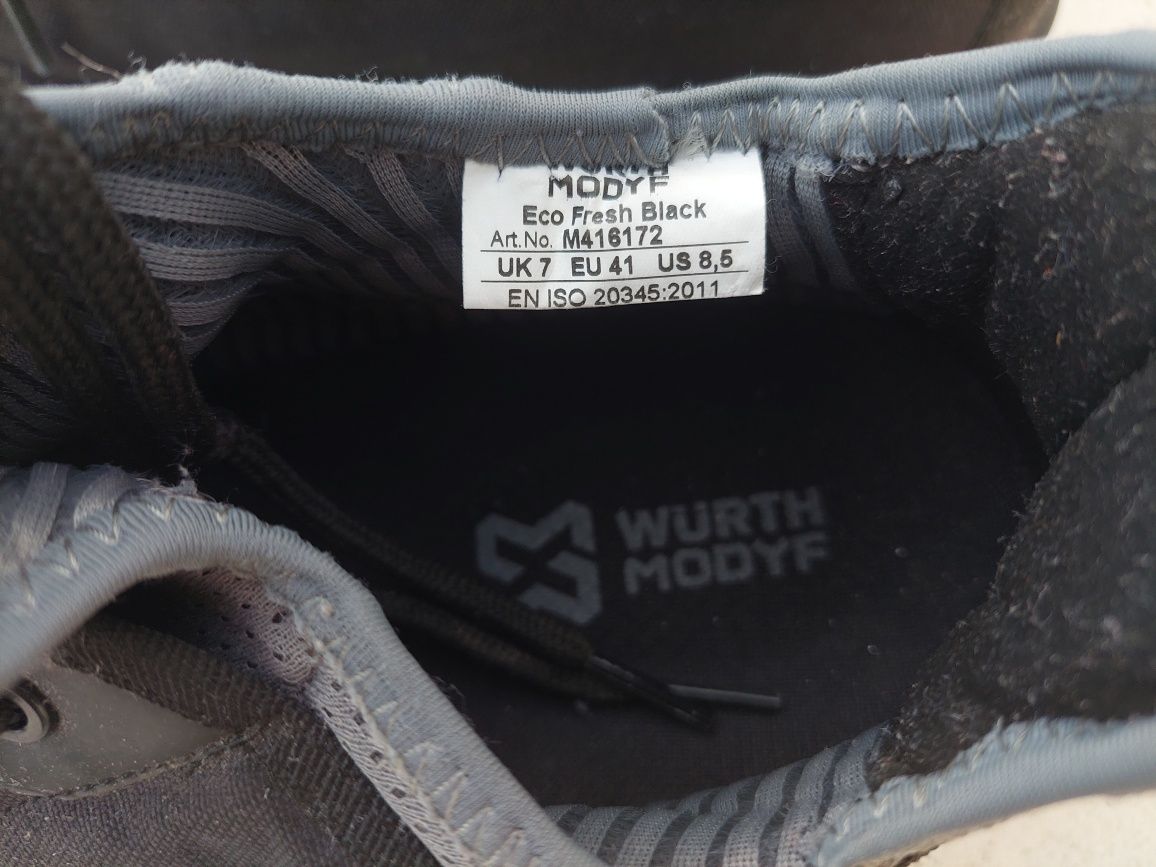 WÜRTH
MODYF
Eco Fresh Black
Art.No. M416172
UK 7 EU 41 US 8,5
EN ISO 20345:2011
WÜRTH
MODYF